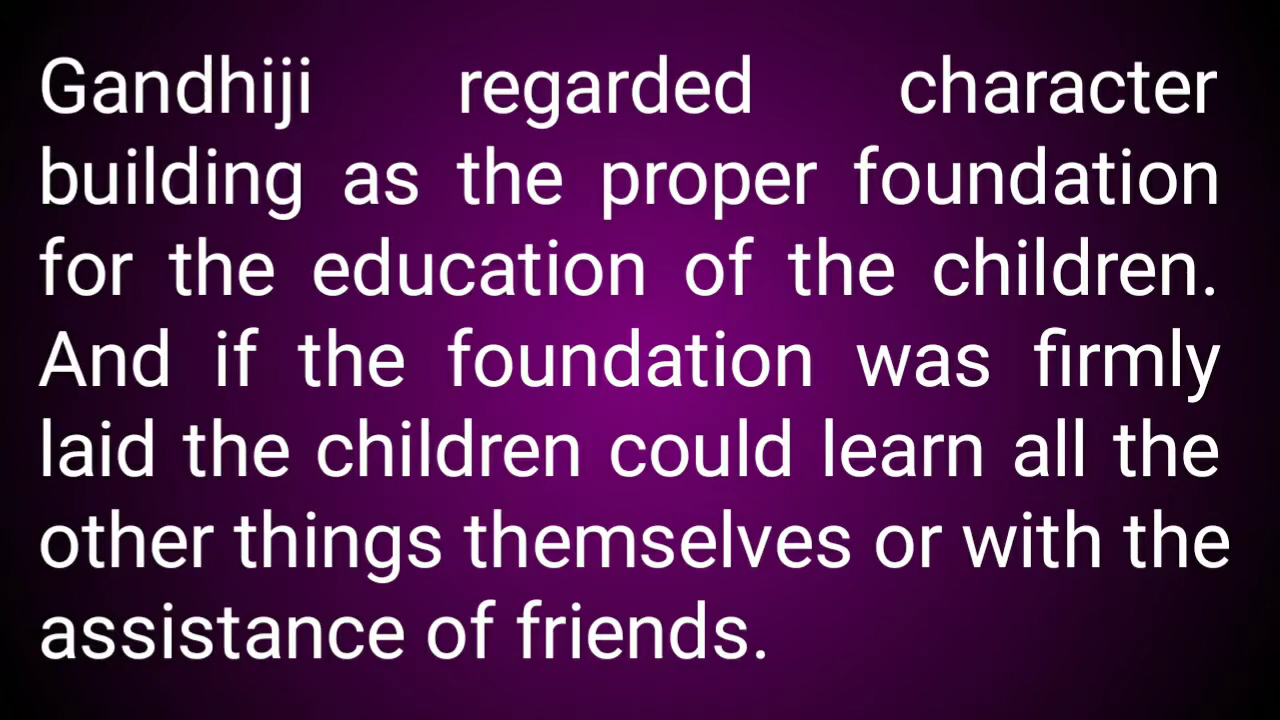 Gandhiji regarded character
building as the proper foundation
for the education of the children.
And if the foundation was firmly
laid the children could learn all the
other things themselves or with the
assistance of friends.